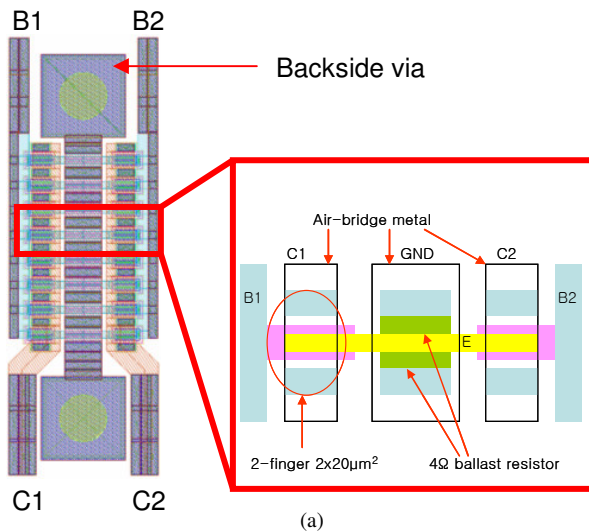 B1
B2
Backside via
Air-bridge metal
C1
GND
C2
B1
B2
E
2-finger 2x20μm²
4Ω ballast resistor
C1
C2
(a)